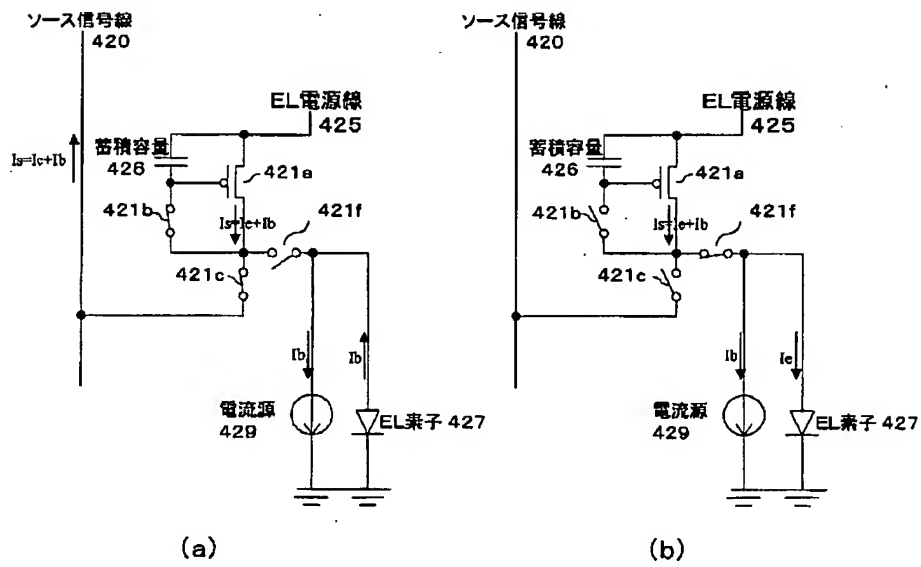 ソース信号線
420
EL電源線
425
蓄積容量
426
421a
Is=Ic+Ib
421b
Is=Ic+Ib
421f
421c
Ib
Ib
電流源
429
EL素子 427
(a)
ソース信号線
420
EL電源線
425
蓄積容量
426
421a
421b
Is=Ie+Ib
421f
421c
Ib
Ie
電流源
429
EL素子 427
(b)